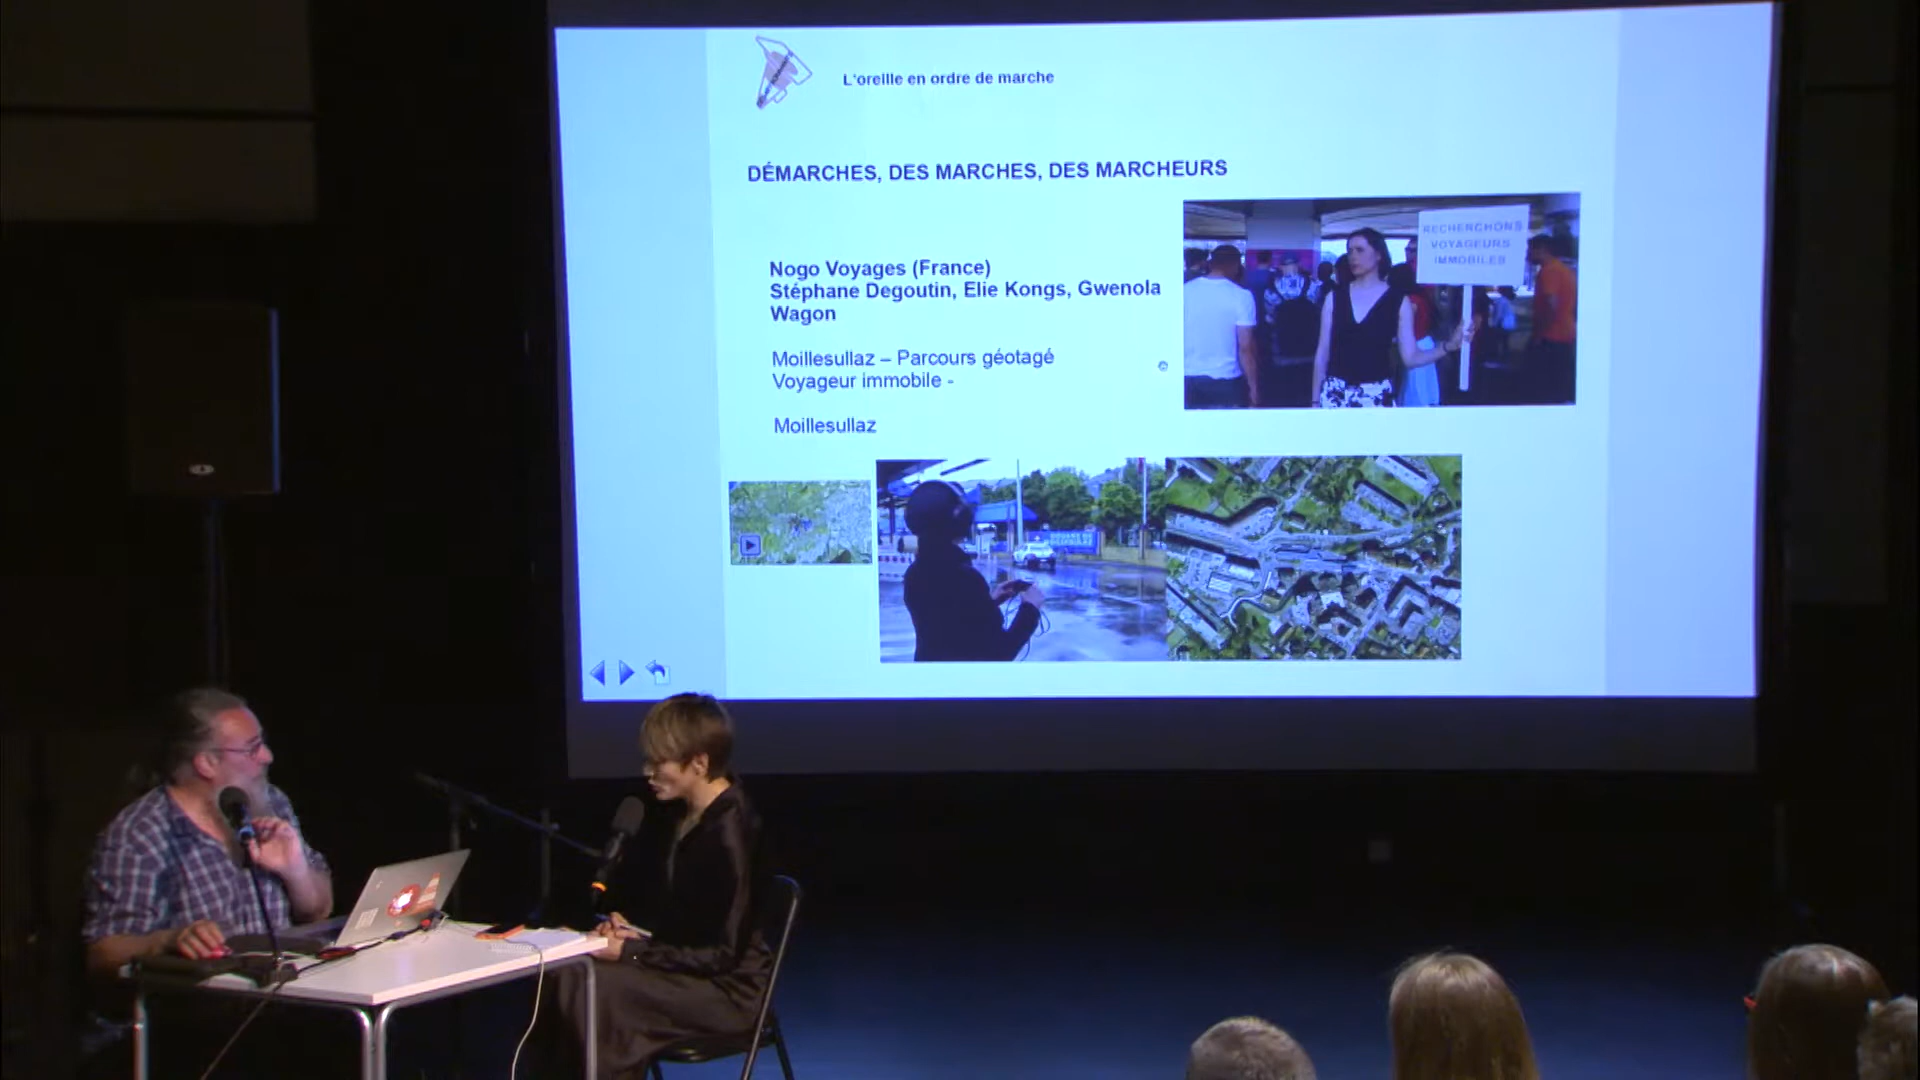 L'oreille en ordre de marche
DÉMARCHES, DES MARCHES, DES MARCHEURS
Nogo Voyages (France)
Stéphane Degoutin, Elie Kongs, Gwenola
Wagon
Moillesullaz – Parcours géotagé
Voyageur immobile -
Moillesullaz
RECHERCHONS
VOYAGEURS
IMMOBILES